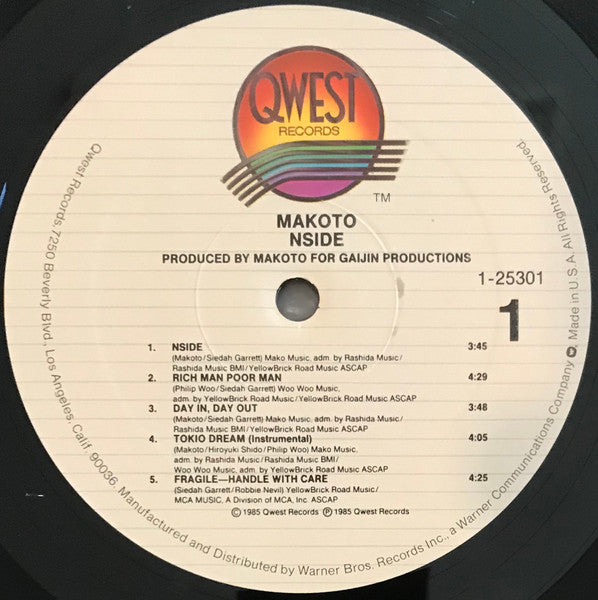 QWEST
RECORDS
TM
MAKOTO
NSIDE
PRODUCED BY MAKOTO FOR GAIJIN PRODUCTIONS
1-25301
1
1. NSIDE 3:45
(Makoto/Siedah Garrett) Mako Music, adm. by Rashida Music/
Rashida Music BMI/YellowBrick Road Music ASCAP
2. RICH MAN POOR MAN 4:29
(Philip Woo/Siedah Garrett) Woo Woo Music,
adm. by YellowBrick Road Music/YellowBrick Road Music ASCAP
3. DAY IN, DAY OUT 3:48
(Makoto/Siedah Garrett) Mako Music, adm. by Rashida Music/
Rashida Music BMI/YellowBrick Road Music ASCAP
4. TOKIO DREAM (Instrumental) 4:05
(Makoto/Hiroyuki Shido/Philip Woo) Mako Music,
adm. by Rashida Music/Rashida Music BMI/
Woo Woo Music, adm. by YellowBrick Road Music ASCAP
5. FRAGILE—HANDLE WITH CARE 4:25
(Siedah Garrett/Robbie Nevil) YellowBrick Road Music/
MCA MUSIC, A Division of MCA, Inc. ASCAP
© 1985 Qwest Records ℗ 1985 Qwest Records
Qwest Records, 7250 Beverly Blvd., Los Angeles Calif. 90036, Manufactured and Distributed by Warner Bros. Records Inc., a Warner Communications Company. Made in U.S.A. All Rights Reserved.